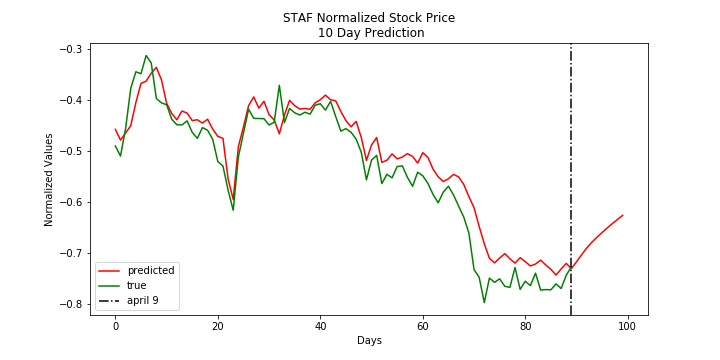 STAF Normalized Stock Price
10 Day Prediction
Normalized Values
−0.3
−0.4
−0.5
−0.6
−0.7
−0.8
predicted
true
april 9
0
20
40
60
80
100
Days